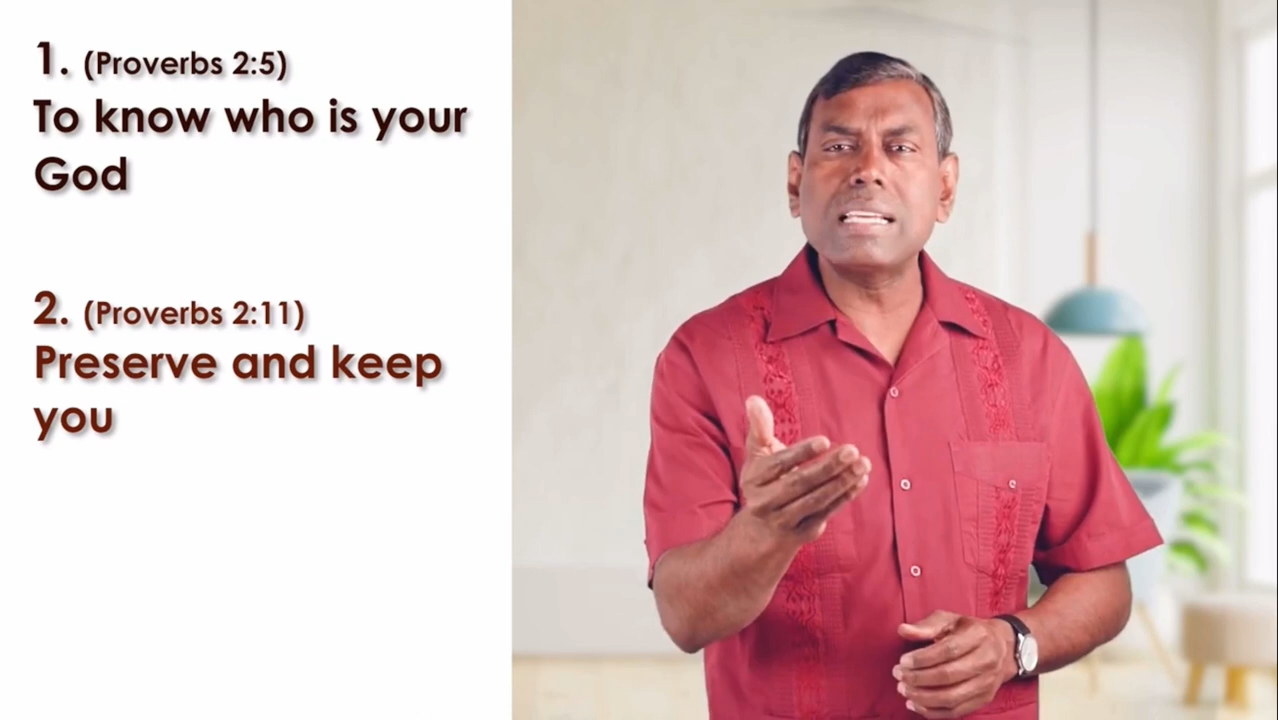 1. (Proverbs 2:5)
To know who is your
God
2. (Proverbs 2:11)
Preserve and keep
you